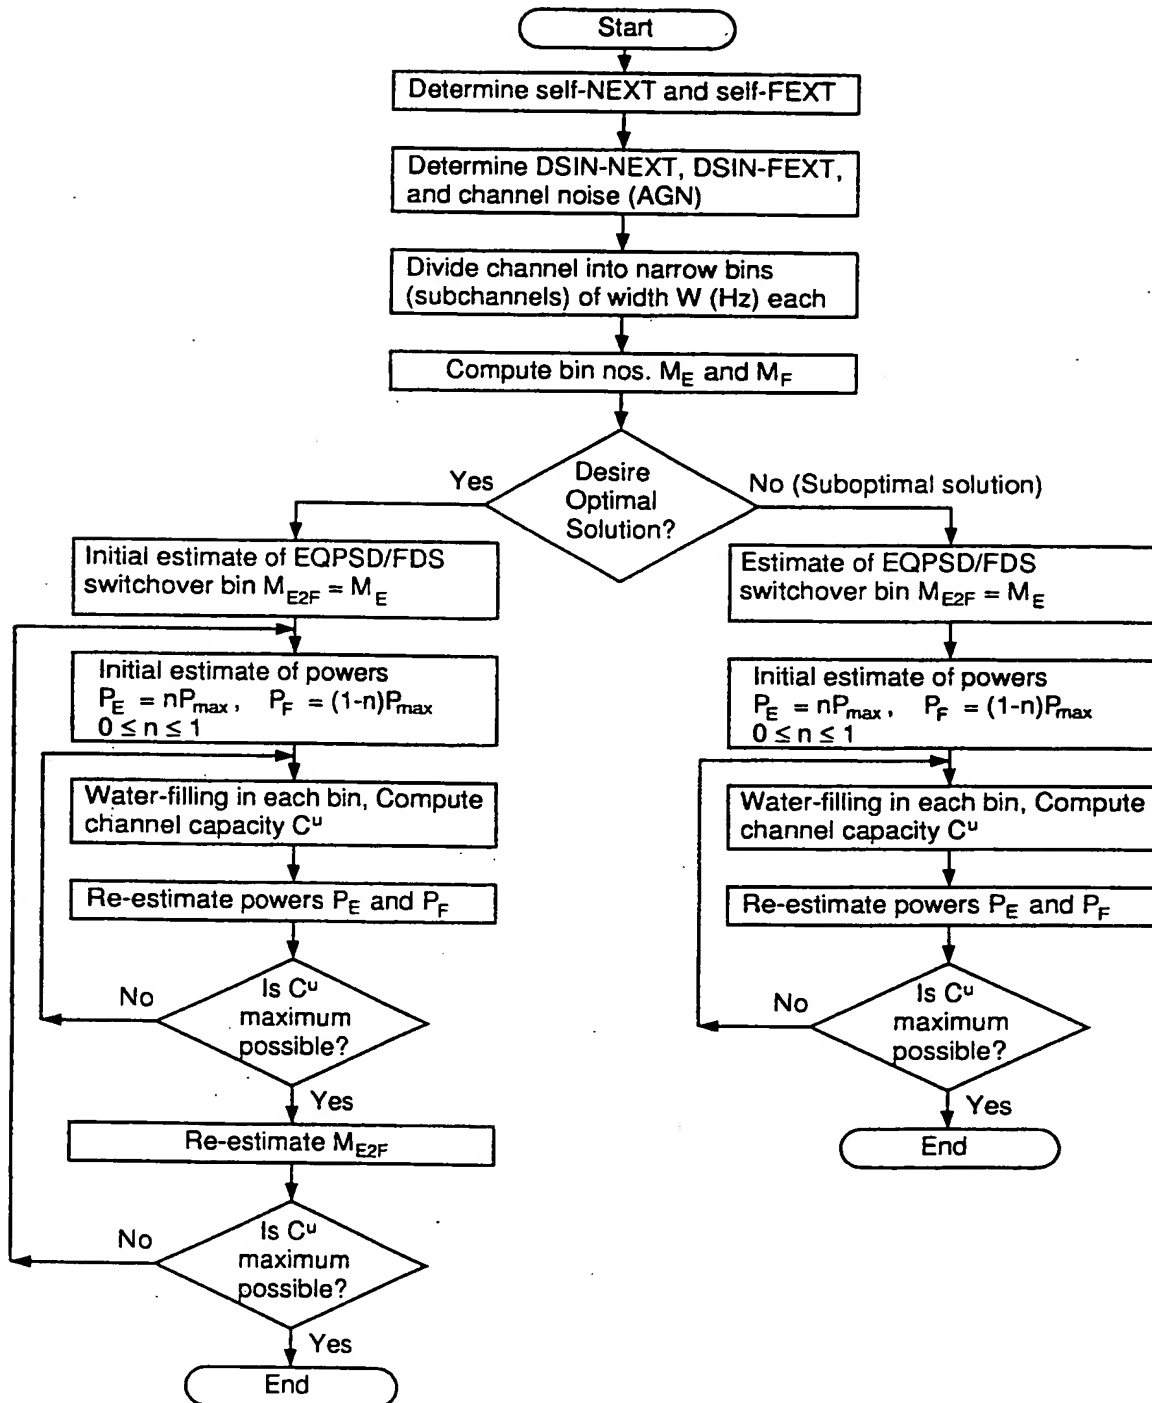 Start
Determine self-NEXT and self-FEXT
Determine DSIN-NEXT, DSIN-FEXT,
and channel noise (AGN)
Divide channel into narrow bins
(subchannels) of width W (Hz) each
Compute bin nos. M_E and M_F
Desire
Optimal
Solution?
Yes
No (Suboptimal solution)
Initial estimate of EQPSD/FDS
switchover bin M_E2F = M_E
Initial estimate of powers
P_E = nP_max, P_F = (1-n)P_max
0 ≤ n ≤ 1
Water-filling in each bin, Compute
channel capacity C^u
Re-estimate powers P_E and P_F
No
Is C^u
maximum
possible?
Yes
Re-estimate M_E2F
No
Is C^u
maximum
possible?
Yes
End
Estimate of EQPSD/FDS
switchover bin M_E2F = M_E
Initial estimate of powers
P_E = nP_max, P_F = (1-n)P_max
0 ≤ n ≤ 1
Water-filling in each bin, Compute
channel capacity C^u
Re-estimate powers P_E and P_F
No
Is C^u
maximum
possible?
Yes
End